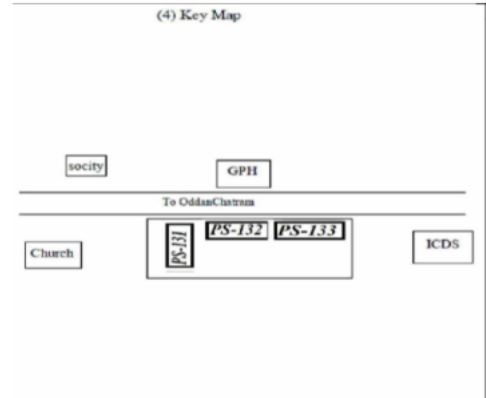 (4) Key Map
socity
GPH
To OddanChatram
PS-131
PS-132
PS-133
Church
ICDS